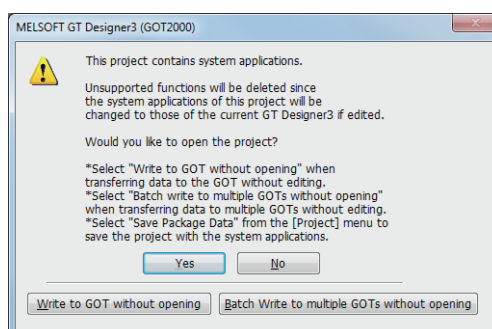 MELSOFT GT Designer3 (GOT2000)
This project contains system applications.
Unsupported functions will be deleted since
the system applications of this project will be
changed to those of the current GT Designer3 if edited.
Would you like to open the project?
*Select "Write to GOT without opening" when
transferring data to the GOT without editing.
*Select "Batch write to multiple GOTs without opening"
when transferring data to multiple GOTs without editing.
*Select "Save Package Data" from the [Project] menu to
save the project with the system applications.
Yes No
Write to GOT without opening Batch Write to multiple GOTs without opening